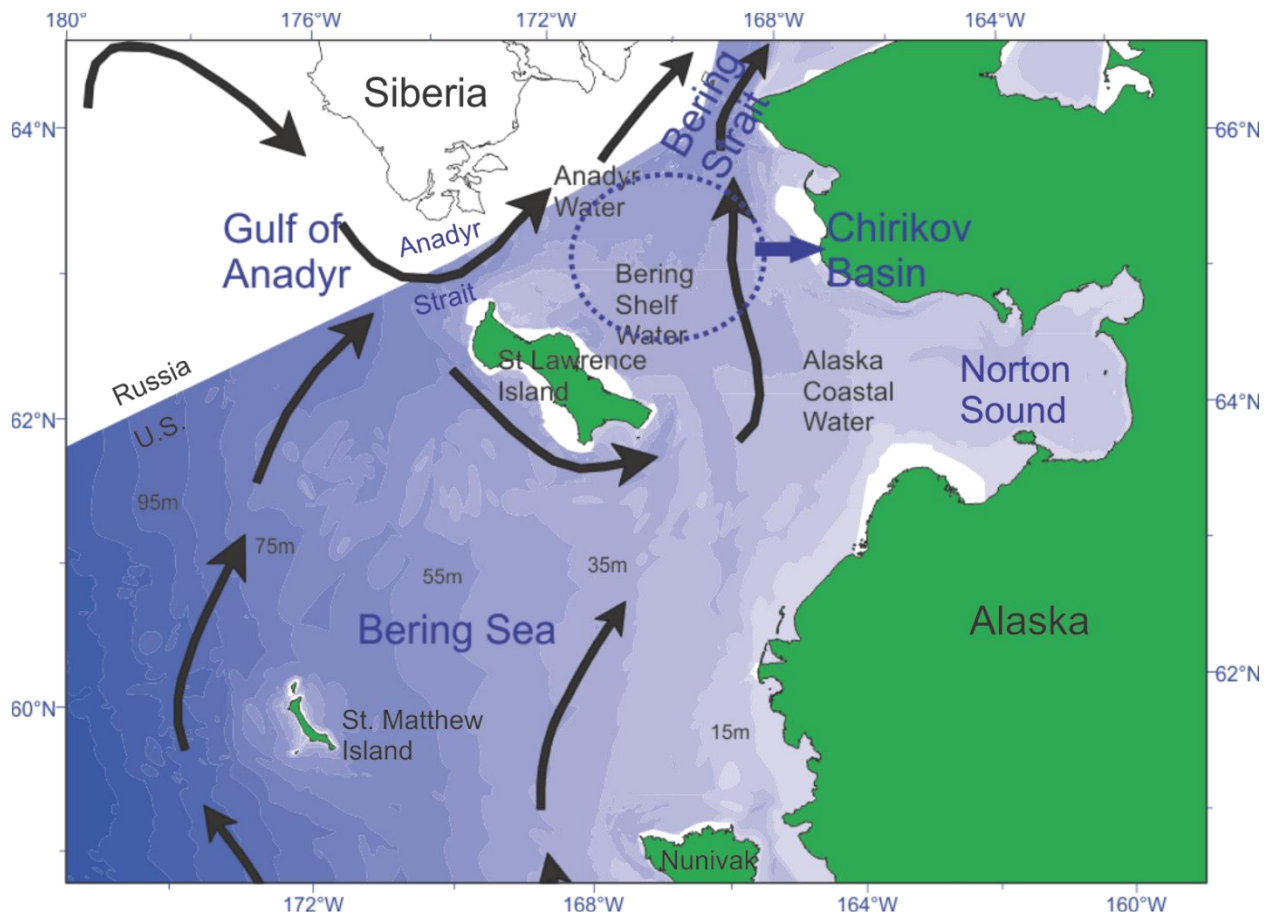 180°
176°W
172°W
168°W
164°W
Siberia
Bering
Strait
64°N
66°N
Anadyr
Water
Gulf of
Anadyr
Anadyr
Strait
Chirikov
Basin
Bering
Shelf
Water
St Lawrence
Island
Alaska
Coastal
Water
Norton
Sound
Russia
U.S.
62°N
64°N
95m
75m
55m
35m
Bering Sea
Alaska
62°N
60°N
St. Matthew
Island
15m
Nunivak
172°W
168°W
164°W
160°W